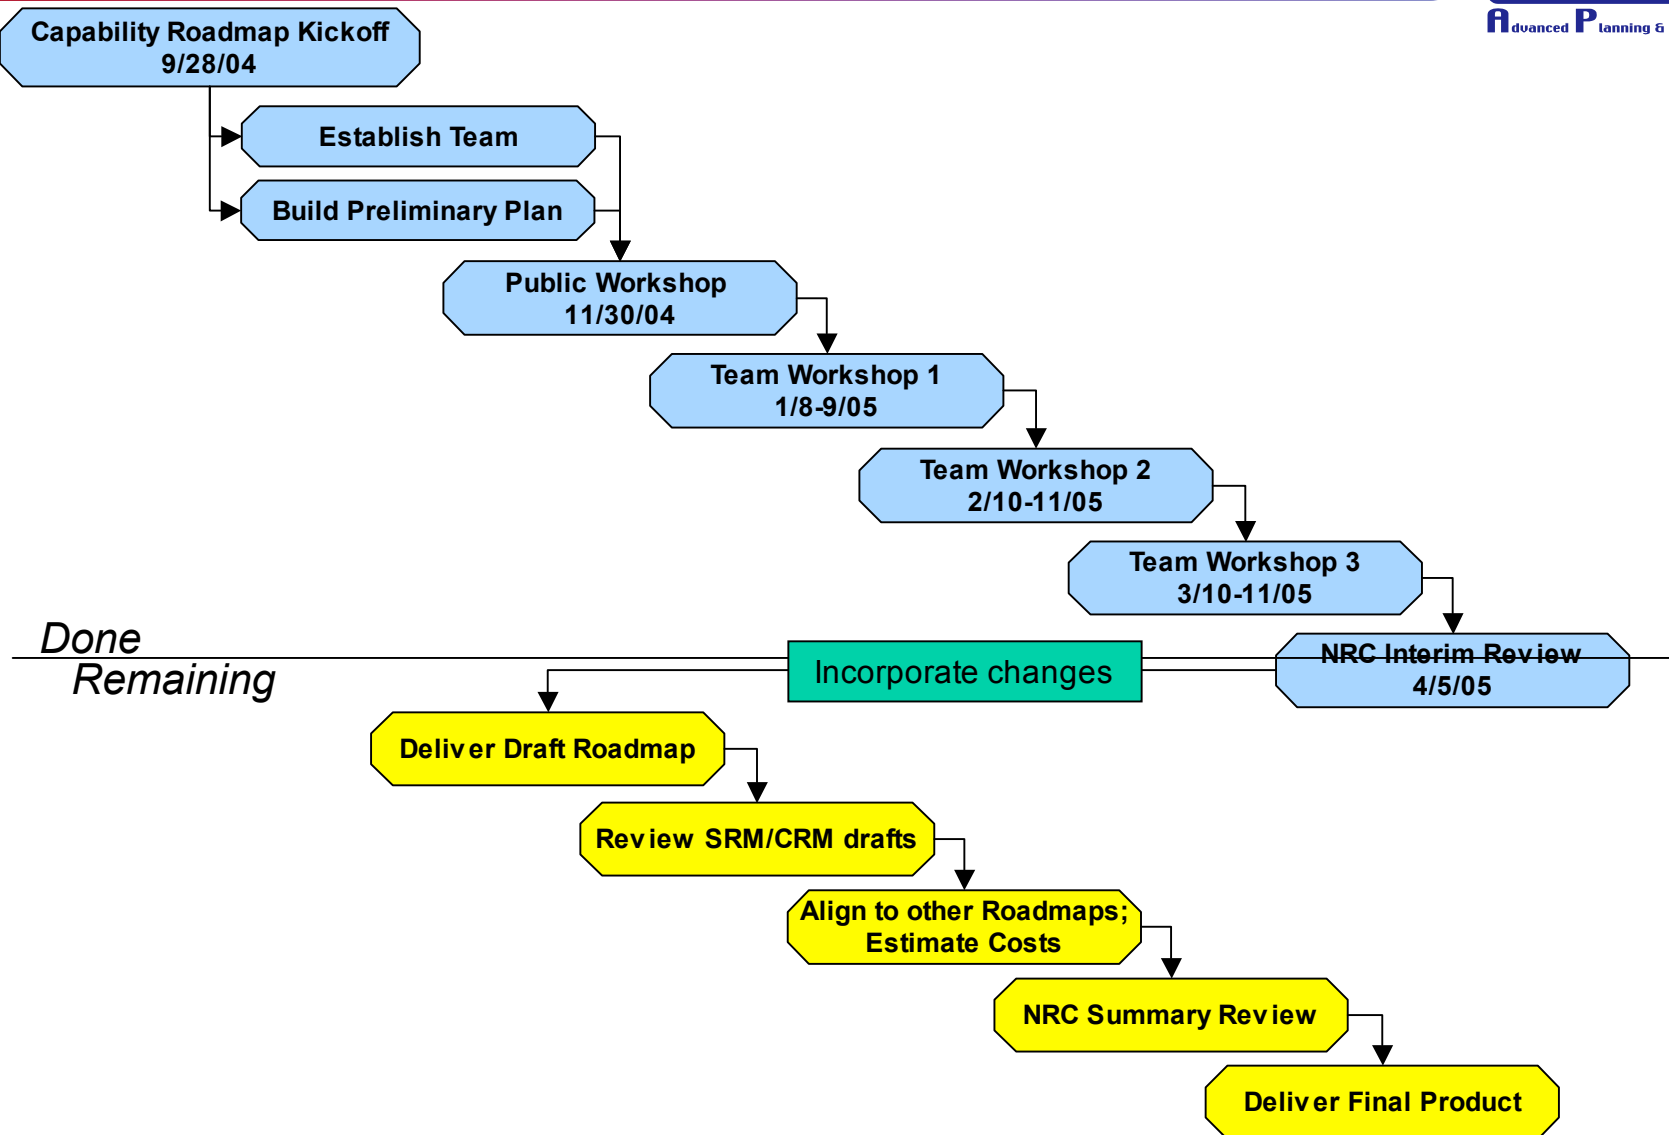 Advanced Planning &
Capability Roadmap Kickoff
9/28/04
Establish Team
Build Preliminary Plan
Public Workshop
11/30/04
Team Workshop 1
1/8-9/05
Team Workshop 2
2/10-11/05
Team Workshop 3
3/10-11/05
Done
Remaining
Incorporate changes
NRC Interim Review
4/5/05
Deliver Draft Roadmap
Review SRM/CRM drafts
Align to other Roadmaps;
Estimate Costs
NRC Summary Review
Deliver Final Product